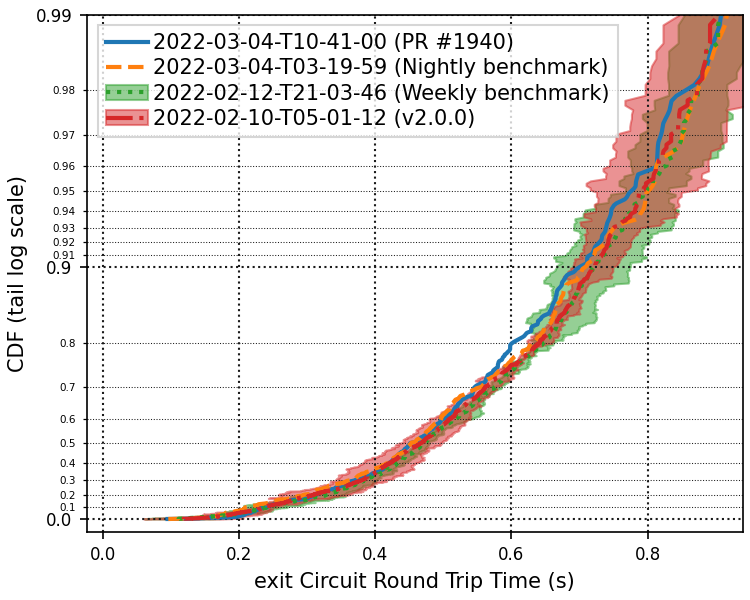 0.99
2022-03-04-T10-41-00 (PR #1940)
2022-03-04-T03-19-59 (Nightly benchmark)
2022-02-12-T21-03-46 (Weekly benchmark)
2022-02-10-T05-01-12 (v2.0.0)
0.98
0.97
0.96
0.95
0.94
0.93
0.92
0.91
0.9
0.8
0.7
0.6
0.5
0.4
0.3
0.2
0.1
0.0
CDF (tail log scale)
0.0 0.2 0.4 0.6 0.8
exit Circuit Round Trip Time (s)